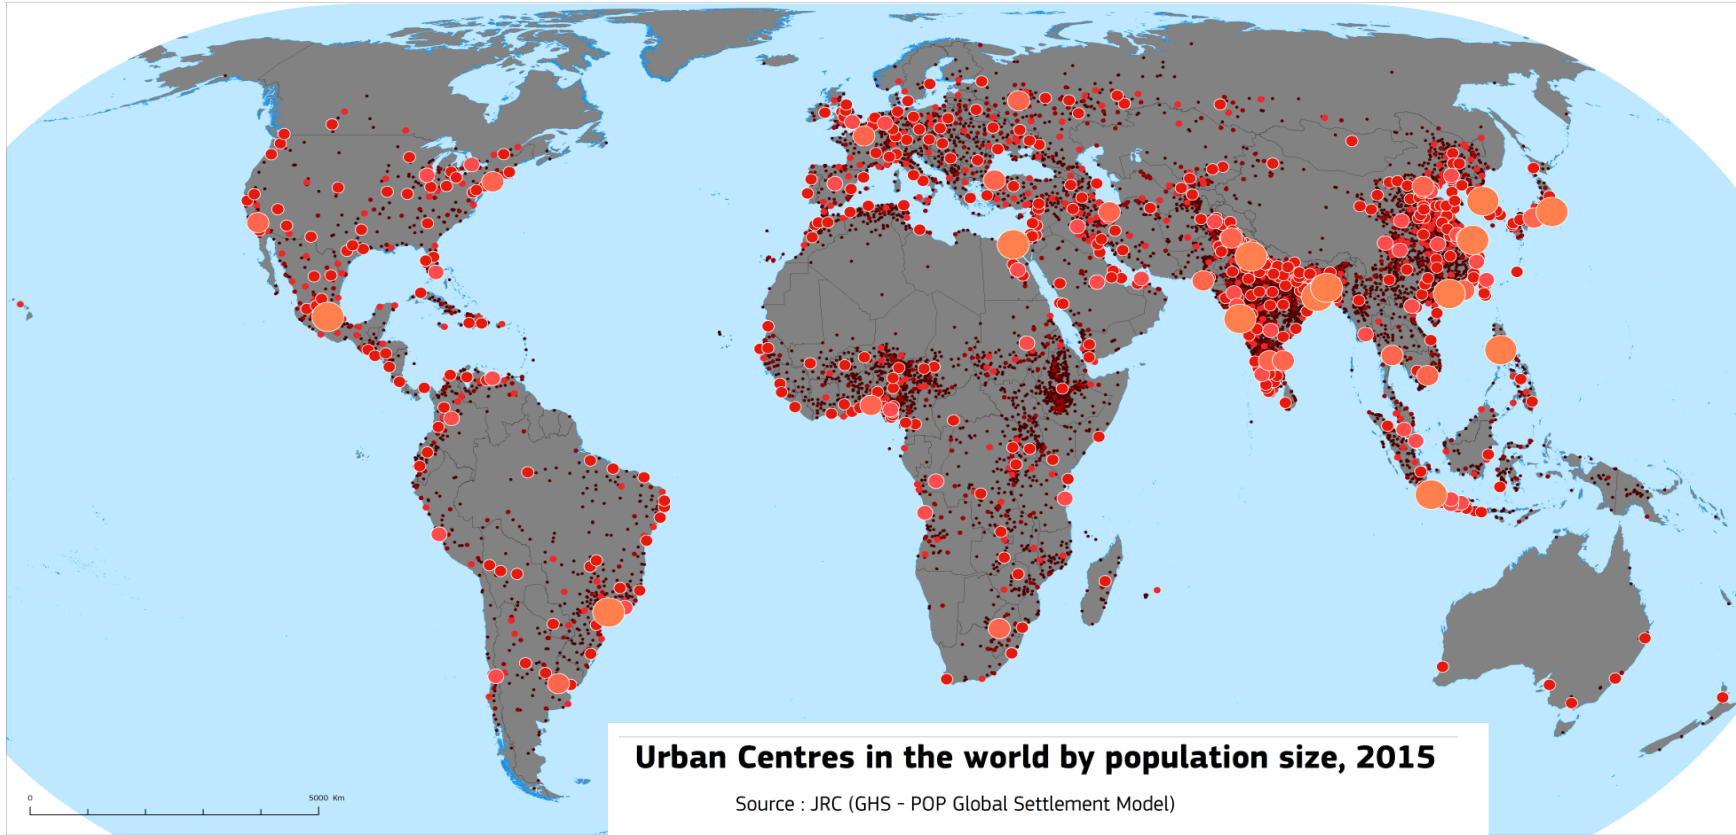 Urban Centres in the world by population size, 2015
Source : JRC (GHS - POP Global Settlement Model)
0 5000 Km